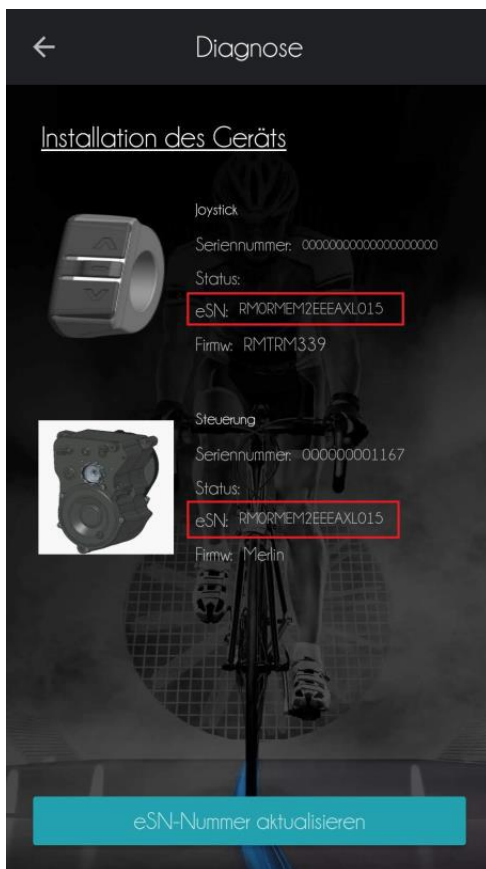 Diagnose
Installation des Geräts
Joystick
Seriennummer: 00000000000000000000
Status:
eSN: RM0RMEM2EEEAXL015
Firmw: RMTRM339
Steuerung
Seriennummer: 000000001167
Status:
eSN: RM0RMEM2EEEAXL015
Firmw: Merlin
eSN-Nummer aktualisieren